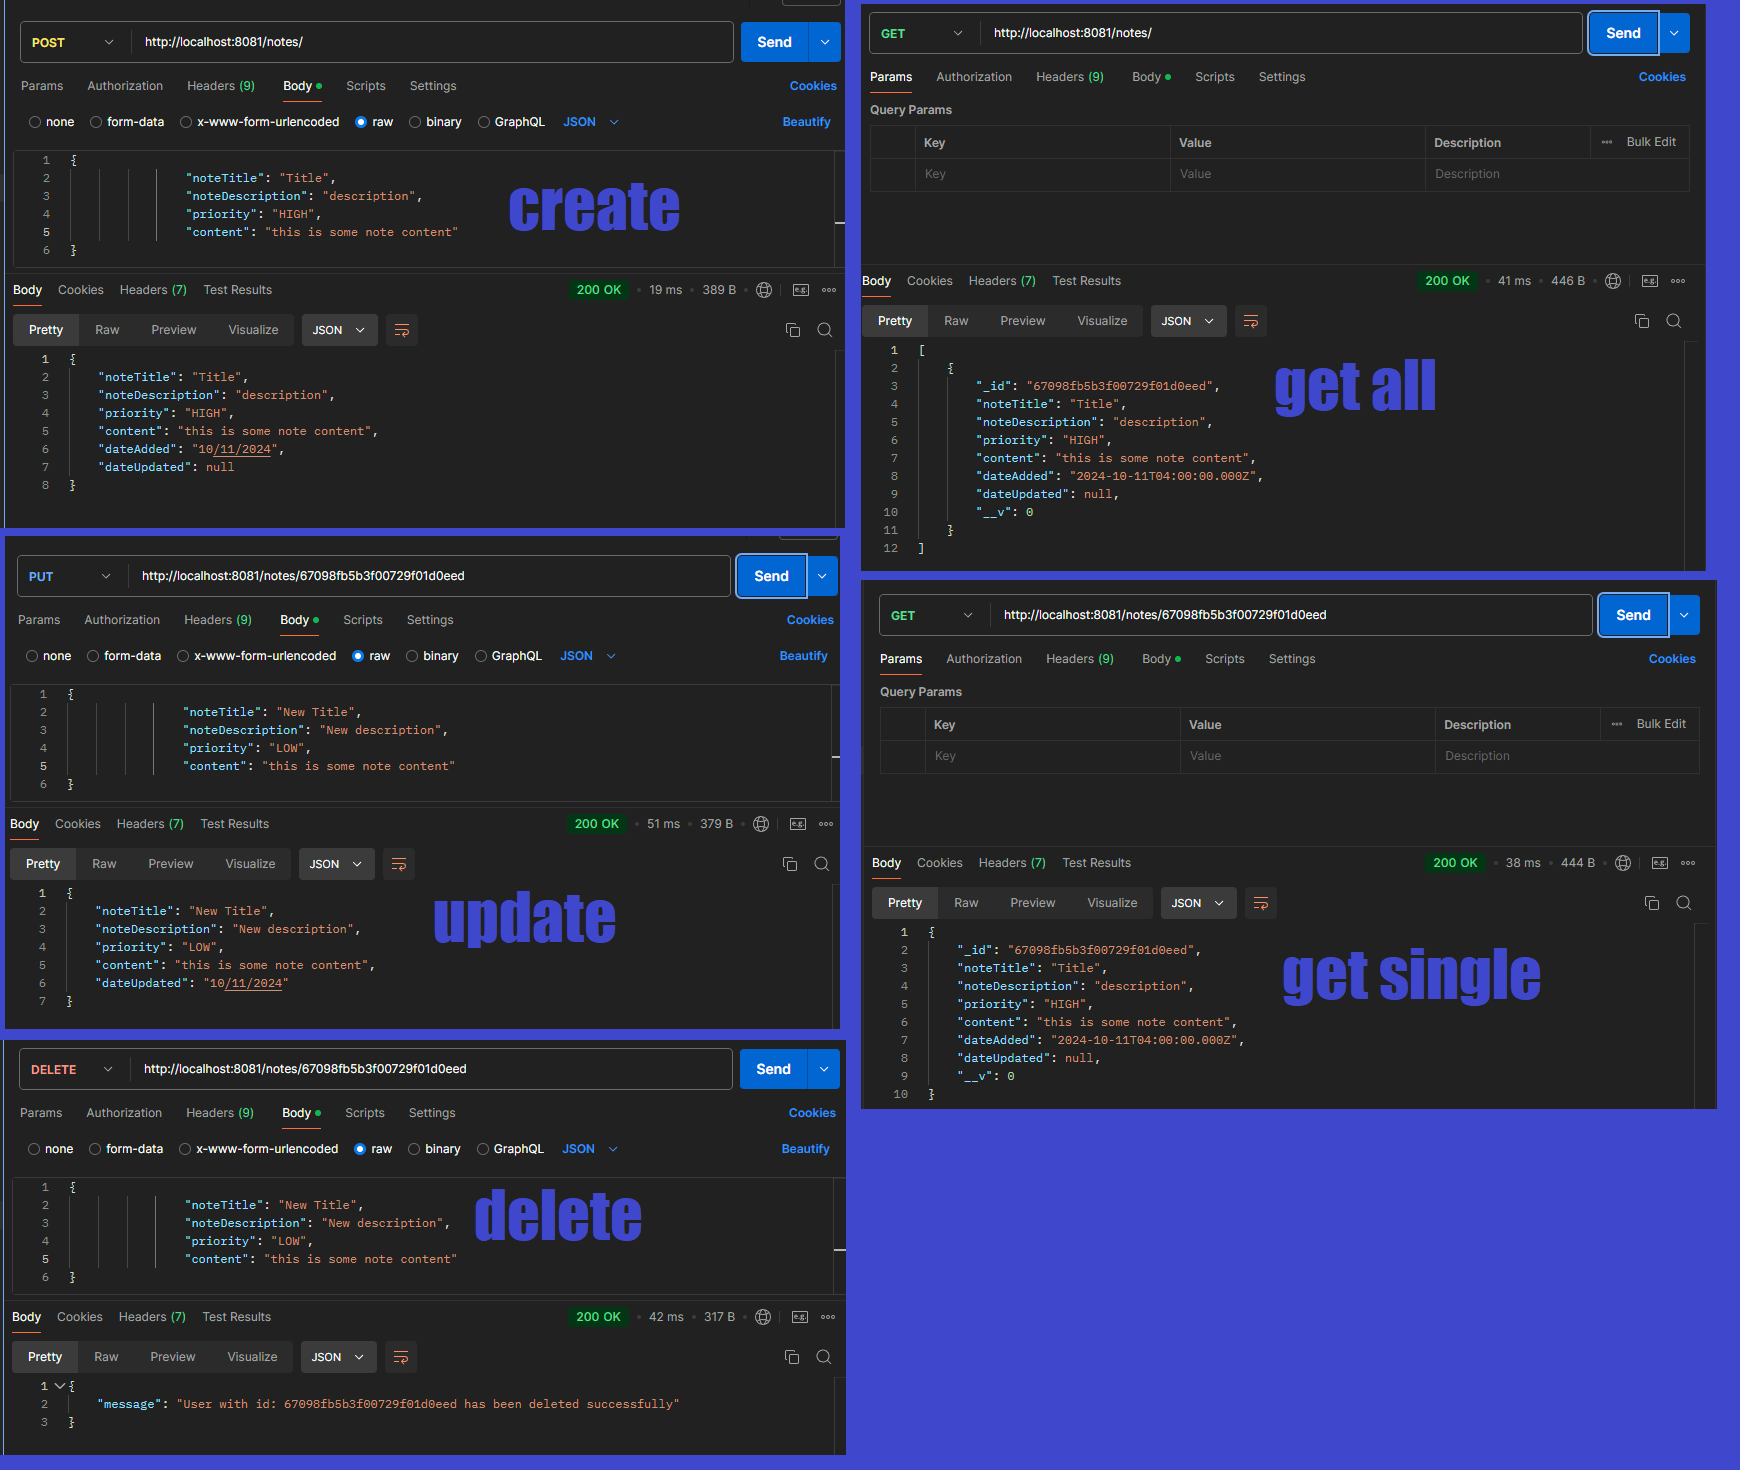 POST http://localhost:8081/notes/ Send
Params Authorization Headers (9) Body Scripts Settings Cookies
none form-data x-www-form-urlencoded raw binary GraphQL JSON Beautify
1 {
2 "noteTitle": "Title",
3 "noteDescription": "description",
4 "priority": "HIGH",
5 "content": "this is some note content"
6 }
create
Body Cookies Headers (7) Test Results 200 OK 19 ms 389 B e.g.
Pretty Raw Preview Visualize JSON
1 {
2 "noteTitle": "Title",
3 "noteDescription": "description",
4 "priority": "HIGH",
5 "content": "this is some note content",
6 "dateAdded": "10/11/2024",
7 "dateUpdated": null
8 }
PUT http://localhost:8081/notes/67098fb5b3f00729f01d0eed Send
Params Authorization Headers (9) Body Scripts Settings Cookies
none form-data x-www-form-urlencoded raw binary GraphQL JSON Beautify
1 {
2 "noteTitle": "New Title",
3 "noteDescription": "New description",
4 "priority": "LOW",
5 "content": "this is some note content"
6 }
Body Cookies Headers (7) Test Results 200 OK 51 ms 379 B e.g.
Pretty Raw Preview Visualize JSON
1 {
2 "noteTitle": "New Title",
3 "noteDescription": "New description",
4 "priority": "LOW",
5 "content": "this is some note content",
6 "dateUpdated": "10/11/2024"
7 }
update
DELETE http://localhost:8081/notes/67098fb5b3f00729f01d0eed Send
Params Authorization Headers (9) Body Scripts Settings Cookies
none form-data x-www-form-urlencoded raw binary GraphQL JSON Beautify
1 {
2 "noteTitle": "New Title",
3 "noteDescription": "New description",
4 "priority": "LOW",
5 "content": "this is some note content"
6 }
delete
Body Cookies Headers (7) Test Results 200 OK 42 ms 317 B e.g.
Pretty Raw Preview Visualize JSON
1 {
2 "message": "User with id: 67098fb5b3f00729f01d0eed has been deleted successfully"
3 }
GET http://localhost:8081/notes/ Send
Params Authorization Headers (9) Body Scripts Settings Cookies
Query Params
Key Value Description Bulk Edit
Key Value Description
Body Cookies Headers (7) Test Results 200 OK 41 ms 446 B e.g.
Pretty Raw Preview Visualize JSON
1 [
2 {
3 "_id": "67098fb5b3f00729f01d0eed",
4 "noteTitle": "Title",
5 "noteDescription": "description",
6 "priority": "HIGH",
7 "content": "this is some note content",
8 "dateAdded": "2024-10-11T04:00:00.000Z",
9 "dateUpdated": null,
10 "__v": 0
11 }
12 ]
get all
GET http://localhost:8081/notes/67098fb5b3f00729f01d0eed Send
Params Authorization Headers (9) Body Scripts Settings Cookies
Query Params
Key Value Description Bulk Edit
Key Value Description
Body Cookies Headers (7) Test Results 200 OK 38 ms 444 B e.g.
Pretty Raw Preview Visualize JSON
1 {
2 "_id": "67098fb5b3f00729f01d0eed",
3 "noteTitle": "Title",
4 "noteDescription": "description",
5 "priority": "HIGH",
6 "content": "this is some note content",
7 "dateAdded": "2024-10-11T04:00:00.000Z",
8 "dateUpdated": null,
9 "__v": 0
10 }
get single